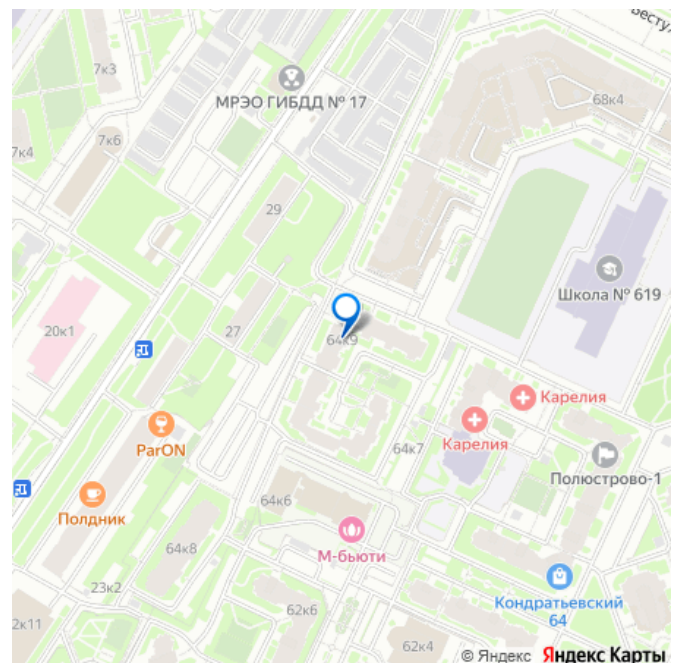 Бесту
7к3
МРЭО ГИБДД № 17
68к4
7к4
7к6
29
Школа № 619
20к1
27
64к9
Карелия
Карелия
ParON
64к7
Полюстрово-1
Полдник
64к6
М-бьюти
64к8
23к2
62к6
Кондратьевский
64
2к11
62к4
© Яндекс Яндекс Карты